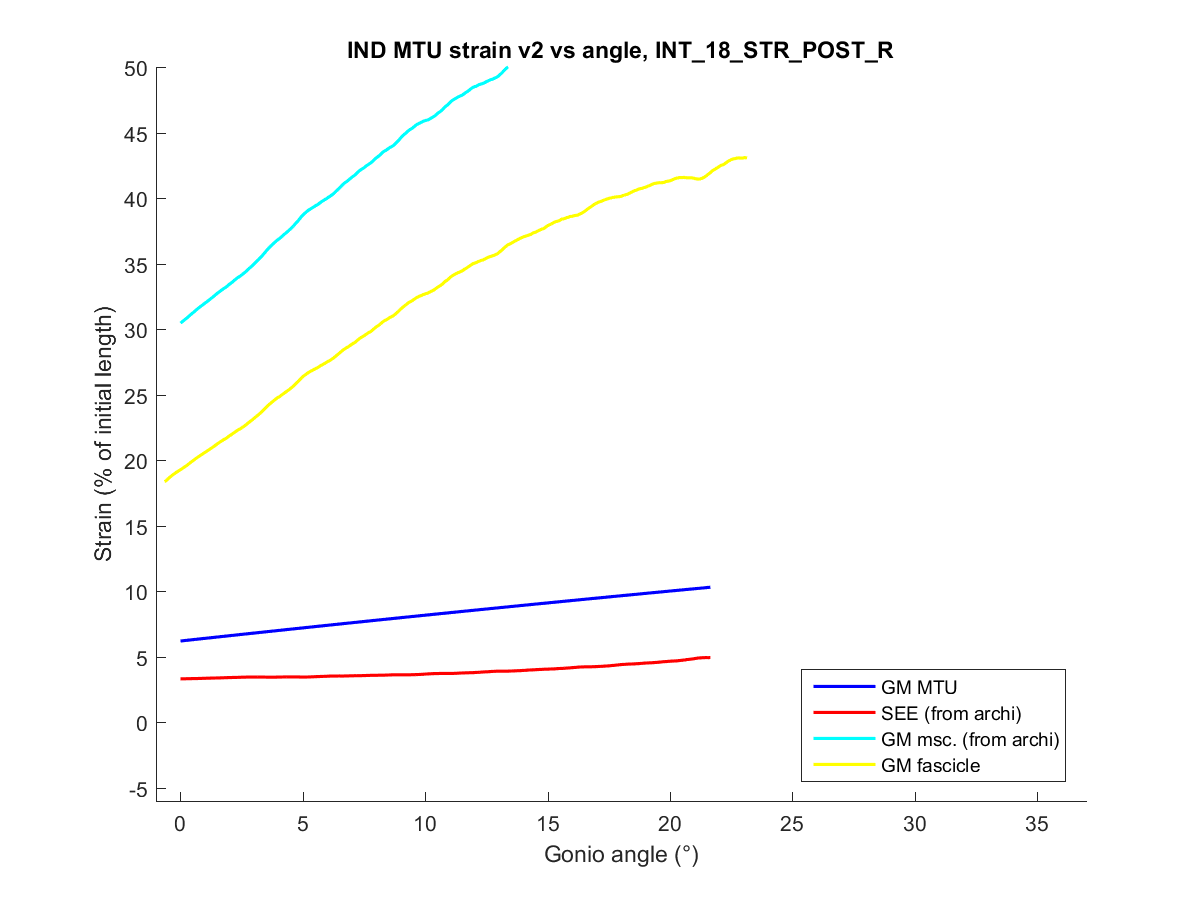 IND MTU strain v2 vs angle, INT_18_STR_POST_R
50
45
40
35
30
25
20
15
10
5
0
-5
Strain (% of initial length)
0 5 10 15 20 25 30 35
Gonio angle (°)
GM MTU
SEE (from archi)
GM msc. (from archi)
GM fascicle